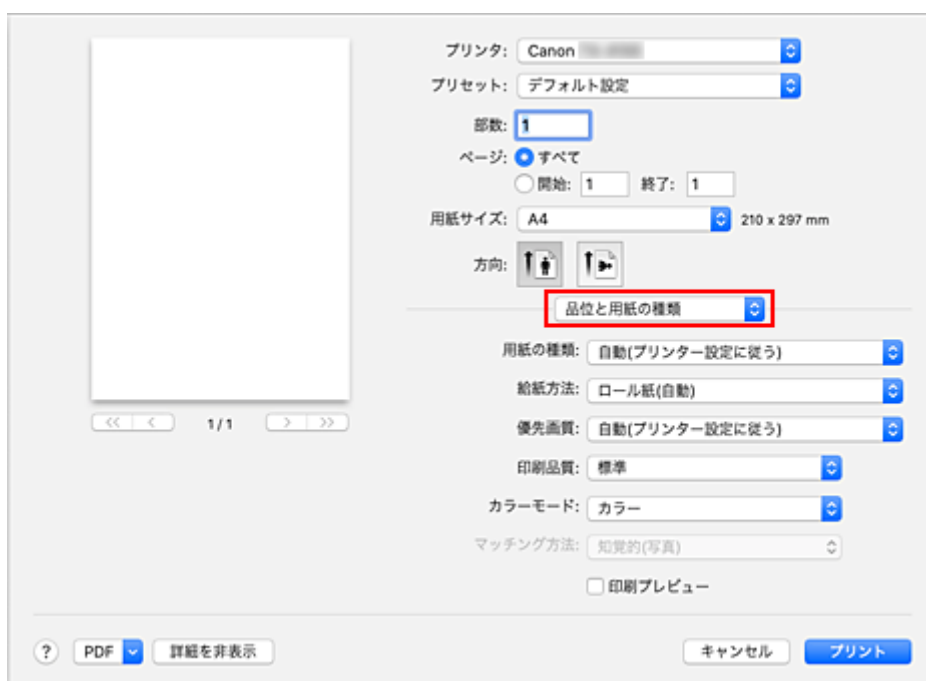 プリンタ: Canon
プリセット: デフォルト設定
部数: 1
ページ: すべて
開始: 1 終了: 1
用紙サイズ: A4 210 x 297 mm
方向:
品位と用紙の種類
用紙の種類: 自動(プリンター設定に従う)
給紙方法: ロール紙(自動)
1/1
優先画質: 自動(プリンター設定に従う)
印刷品質: 標準
カラーモード: カラー
マッチング方法: 知覚的(写真)
印刷プレビュー
? PDF 詳細を非表示 キャンセル プリント